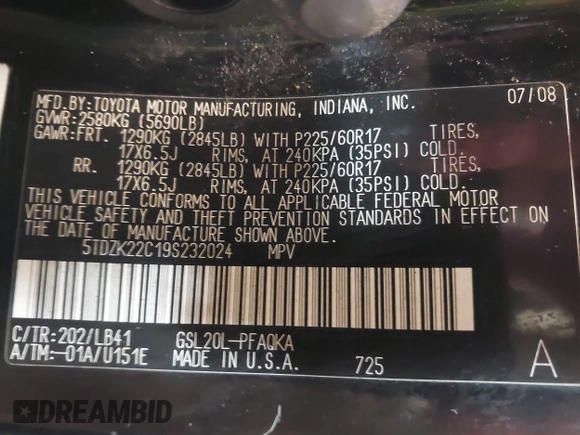 MFD.BY:TOYOTA MOTOR MANUFACTURING, INDIANA, INC.
GVWR:2580KG (5690LB) 07/08
GAWR:FRT. 1290KG (2845LB) WITH P225/60R17 TIRES,
17X6.5J RIMS, AT 240KPA (35PSI) COLD.
RR. 1290KG (2845LB) WITH P225/60R17 TIRES,
17X6.5J RIMS, AT 240KPA (35PSI) COLD.
THIS VEHICLE CONFORMS TO ALL APPLICABLE FEDERAL MOTOR
VEHICLE SAFETY AND THEFT PREVENTION STANDARDS IN EFFECT ON
THE DATE OF MANUFACTURE SHOWN ABOVE.
5TDZK22C19S232024 MPV
C/TR:202/LB41 GSL20L-PFAQKA
A/TM:-01A/U151E MADE IN U.S.A. 725 A
DREAMBID